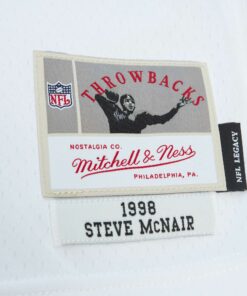 THROWBACKS
NFL
NOSTALGIA CO.
Mitchell & Ness
PHILADELPHIA, PA.
NFL LEGACY
1998
STEVE McNAIR